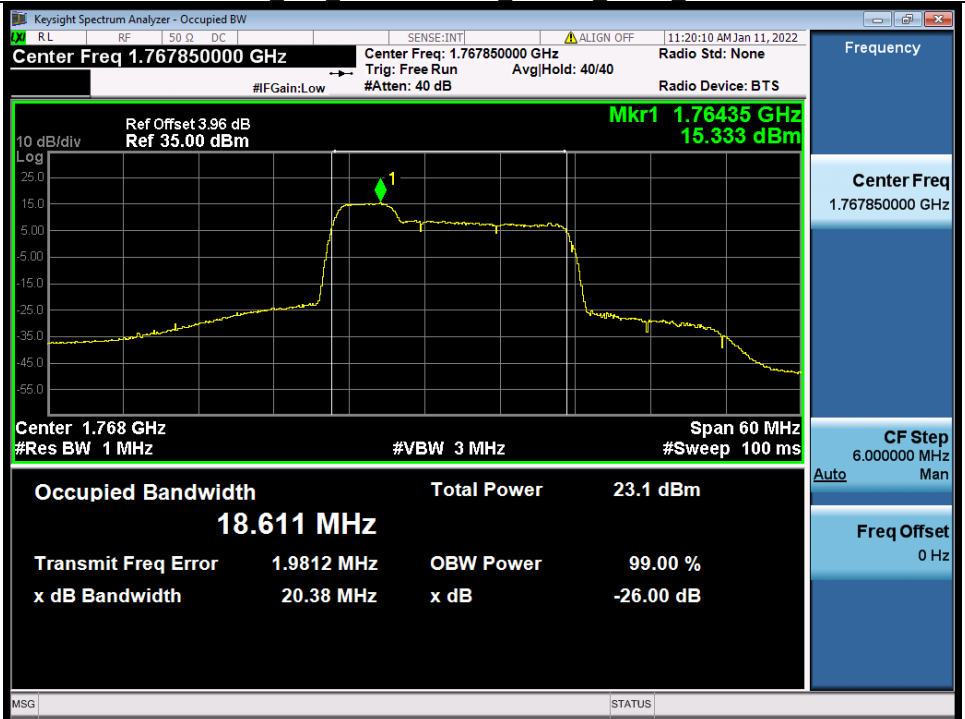 Keysight Spectrum Analyzer - Occupied BW
LXI RL RF 50 Ω DC SENSE:INT ALIGN OFF 11:20:10 AM Jan 11, 2022
Center Freq 1.767850000 GHz
Center Freq: 1.767850000 GHz
Radio Std: None
Trig: Free Run Avg|Hold: 40/40
#IFGain:Low
#Atten: 40 dB
Radio Device: BTS
Frequency
Mkr1 1.76435 GHz
15.333 dBm
Ref Offset 3.96 dB
10 dB/div Ref 35.00 dBm
Log
1
25.0
15.0
5.00
-5.00
-15.0
-25.0
-35.0
-45.0
-55.0
Center 1.768 GHz Span 60 MHz
#Res BW 1 MHz #VBW 3 MHz #Sweep 100 ms
Occupied Bandwidth Total Power 23.1 dBm
18.611 MHz
Transmit Freq Error 1.9812 MHz OBW Power 99.00 %
x dB Bandwidth 20.38 MHz x dB -26.00 dB
Center Freq
1.767850000 GHz
CF Step
6.000000 MHz
Auto Man
Freq Offset
0 Hz
MSG STATUS